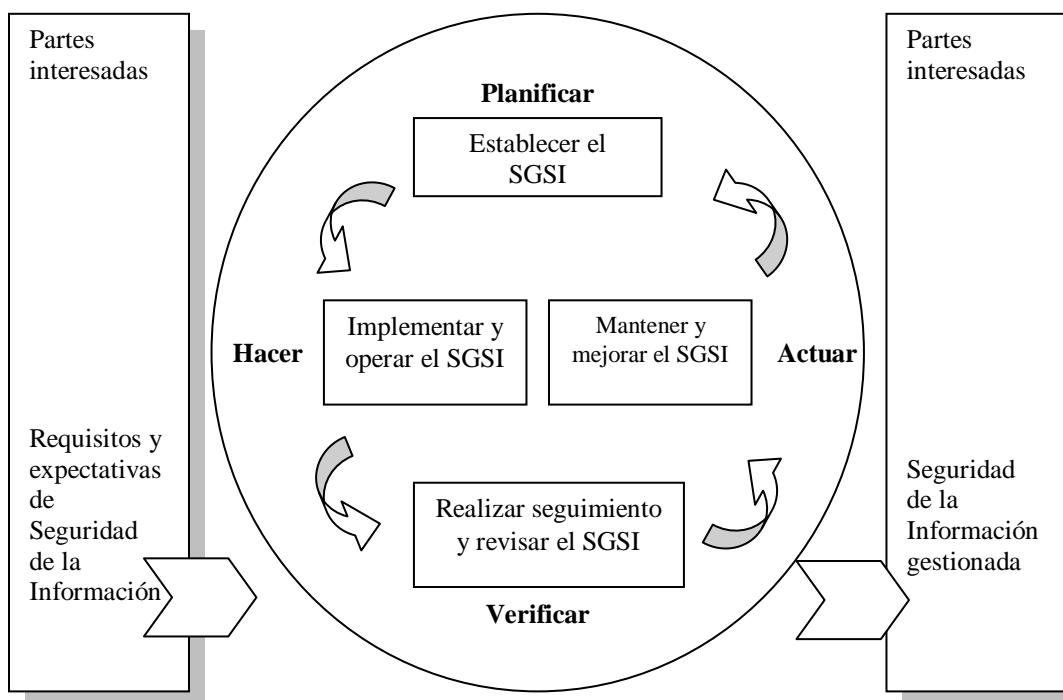 Partes
interesadas
Requisitos y
expectativas
de
Seguridad
de la
Información
Planificar
Establecer el
SGSI
Hacer
Implementar y
operar el SGSI
Mantener y
mejorar el SGSI
Actuar
Realizar seguimiento
y revisar el SGSI
Verificar
Partes
interesadas
Seguridad
de la
Información
gestionada